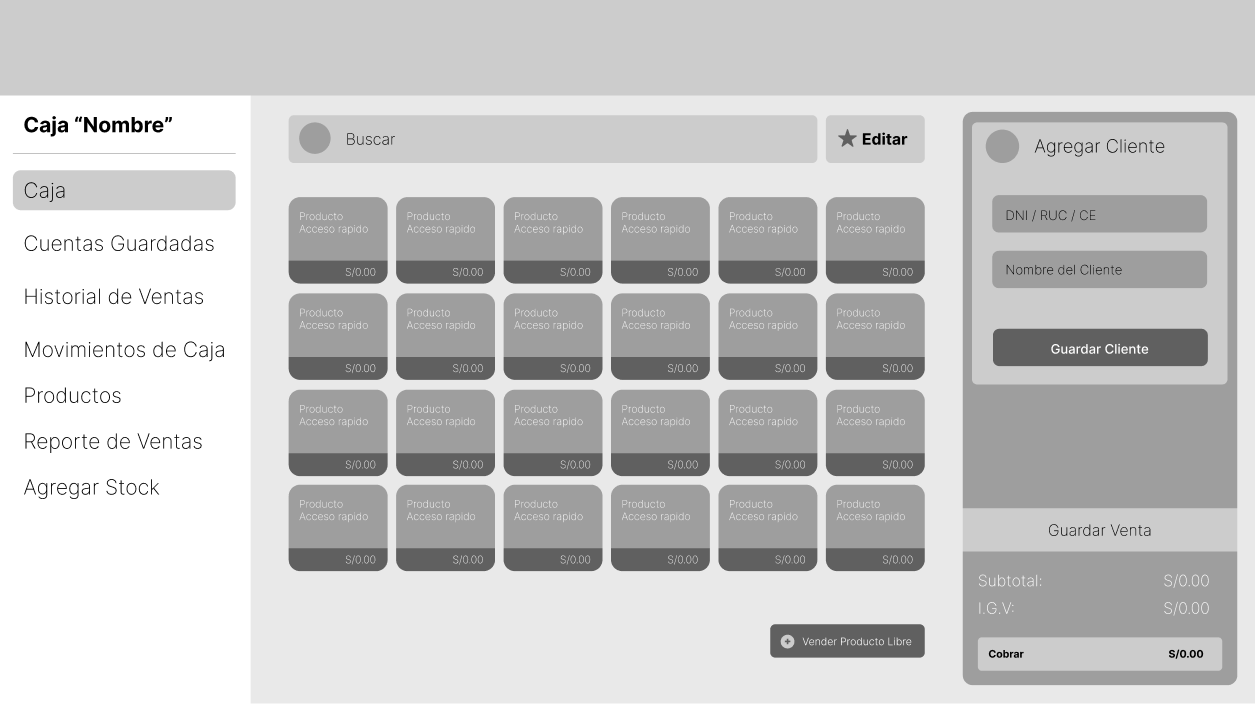 Caja “Nombre”
Caja
Cuentas Guardadas
Historial de Ventas
Movimientos de Caja
Productos
Reporte de Ventas
Agregar Stock
Buscar
Editar
Producto Producto Producto Producto Producto Producto
Acceso rapido Acceso rapido Acceso rapido Acceso rapido Acceso rapido Acceso rapido
S/0.00 S/0.00 S/0.00 S/0.00 S/0.00 S/0.00
Producto Producto Producto Producto Producto Producto
Acceso rapido Acceso rapido Acceso rapido Acceso rapido Acceso rapido Acceso rapido
S/0.00 S/0.00 S/0.00 S/0.00 S/0.00 S/0.00
Producto Producto Producto Producto Producto Producto
Acceso rapido Acceso rapido Acceso rapido Acceso rapido Acceso rapido Acceso rapido
S/0.00 S/0.00 S/0.00 S/0.00 S/0.00 S/0.00
Producto Producto Producto Producto Producto Producto
Acceso rapido Acceso rapido Acceso rapido Acceso rapido Acceso rapido Acceso rapido
S/0.00 S/0.00 S/0.00 S/0.00 S/0.00 S/0.00
Vender Producto Libre
Agregar Cliente
DNI / RUC / CE
Nombre del Cliente
Guardar Cliente
Guardar Venta
Subtotal: S/0.00
I.G.V: S/0.00
Cobrar S/0.00